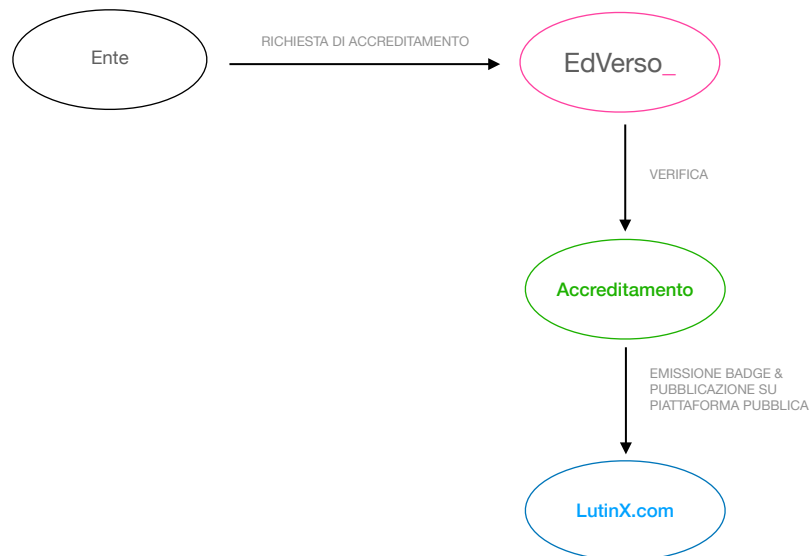 RICHIESTA DI ACCREDITAMENTO
Ente
EdVerso_
VERIFICA
Accreditamento
EMISSIONE BADGE &
PUBBLICAZIONE SU
PIATTAFORMA PUBBLICA
LutinX.com